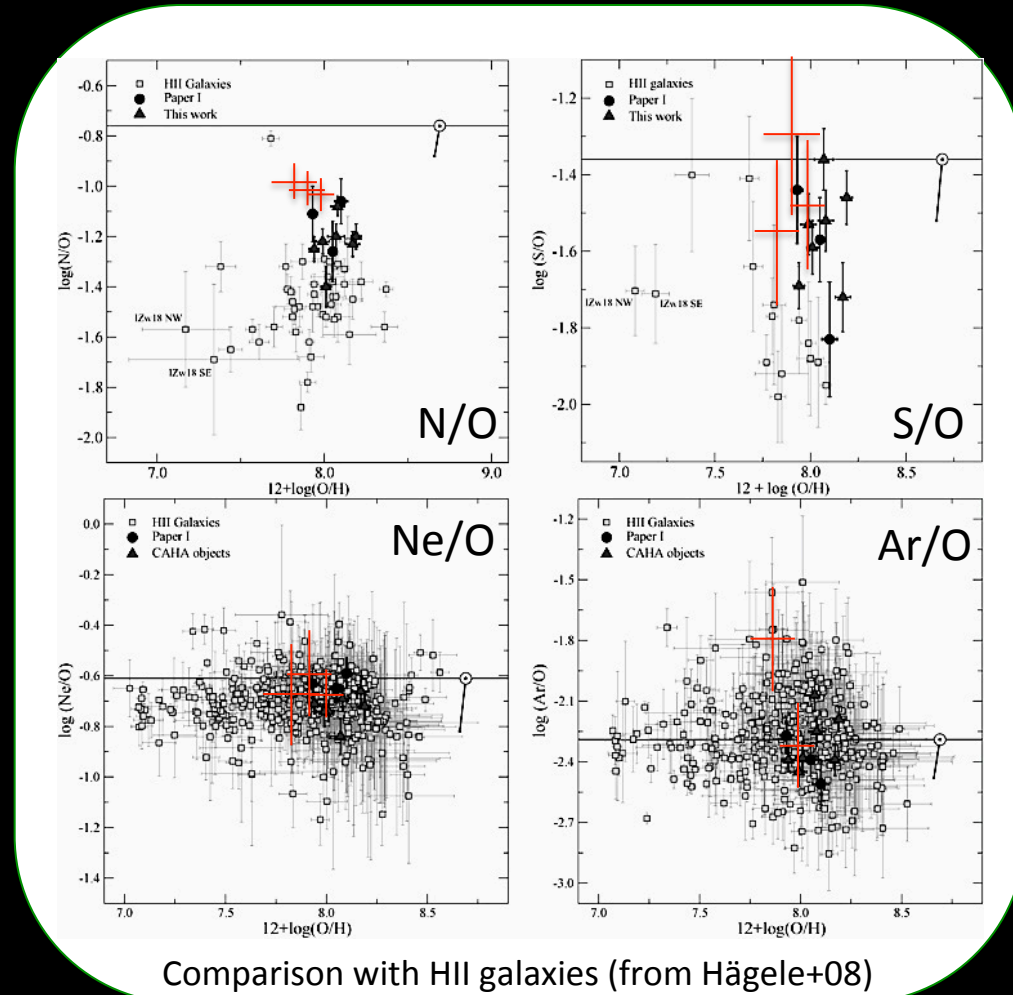 -0.6
HII Galaxies
Paper I
This work
-0.8
-1.0
-1.2
log(N/O)
-1.4
IZw18 NW
-1.6
IZw18 SE
-1.8
-2.0
N/O
7.0 7.5 8.0 8.5 9.0
12+log(O/H)
-1.2
HII galaxies
Paper I
This work
-1.4
log (S/O)
-1.6
IZw18 NW
IZw18 SE
-1.8
-2.0
S/O
7.0 7.5 8.0 8.5
12 + log (O/H)
0.0
HII Galaxies
Paper I
CAHA objects
Ne/O
-0.2
-0.4
-0.6
log (Ne/O)
-0.8
-1.0
-1.2
-1.4
7.0 7.5 8.0 8.5
12+log(O/H)
-1.2
HII Galaxies
Paper I
CAHA objects
Ar/O
-1.5
-1.8
-2.1
log (Ar/O)
-2.4
-2.7
-3.0
7.0 7.5 8.0 8.5
12+log(O/H)
Comparison with HII galaxies (from Hägele+08)